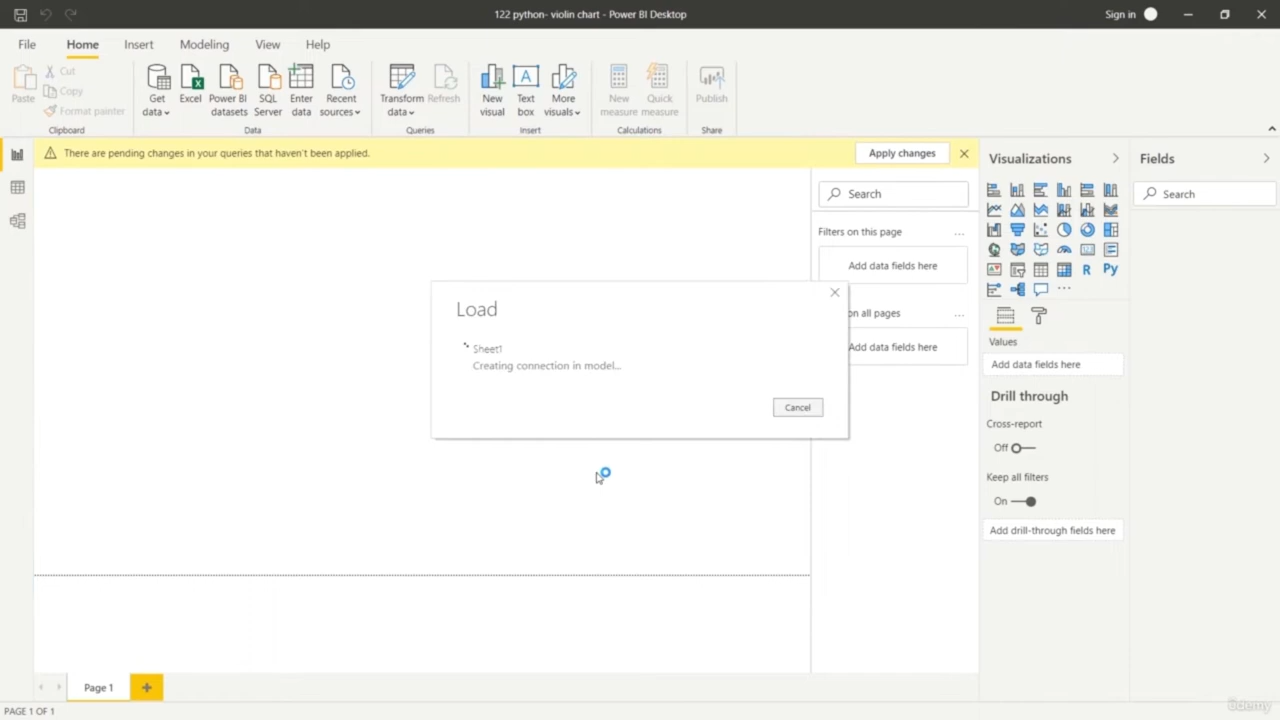 122 python- violin chart - Power BI Desktop
Sign in
File Home Insert Modeling View Help
Paste
Cut
Copy
Format painter
Clipboard
Get data
Excel
Power BI datasets
SQL Server
Enter data
Recent sources
Data
Transform data
Refresh
Queries
New visual
Text box
More visuals
Insert
New measure
Quick measure
Calculations
Publish
Share
There are pending changes in your queries that haven't been applied.
Apply changes
Search
Filters on this page
...
Add data fields here
on all pages
...
Add data fields here
Load
Sheet1
Creating connection in model...
Cancel
Visualizations
R
Py
...
Values
Add data fields here
Drill through
Cross-report
Off
Keep all filters
On
Add drill-through fields here
Fields
Search
Page 1
PAGE 1 OF 1
ûdemy